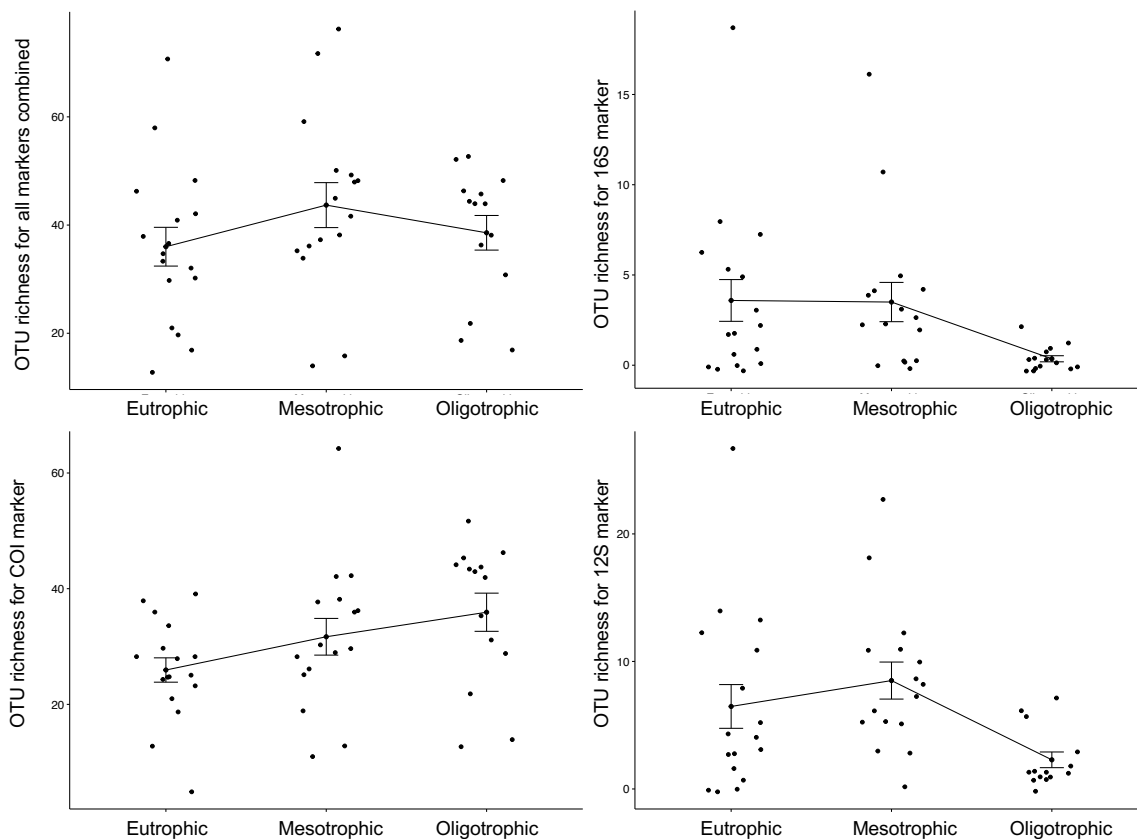 OTU richness for all markers combined
60
40
20
Eutrophic
Mesotrophic
Oligotrophic
OTU richness for 16S marker
15
10
5
0
Eutrophic
Mesotrophic
Oligotrophic
OTU richness for COI marker
60
40
20
Eutrophic
Mesotrophic
Oligotrophic
OTU richness for 12S marker
20
10
0
Eutrophic
Mesotrophic
Oligotrophic